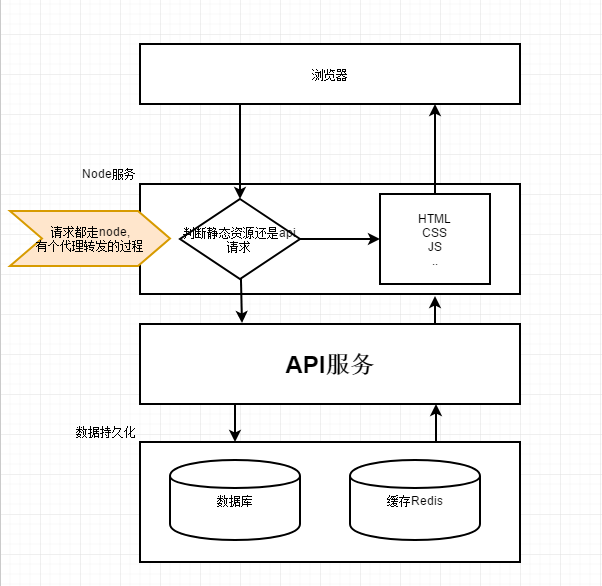 浏览器
Node服务
请求都走node,
有个代理转发的过程
判断静态资源还是api
请求
HTML
CSS
JS
..
API服务
数据持久化
数据库
缓存Redis